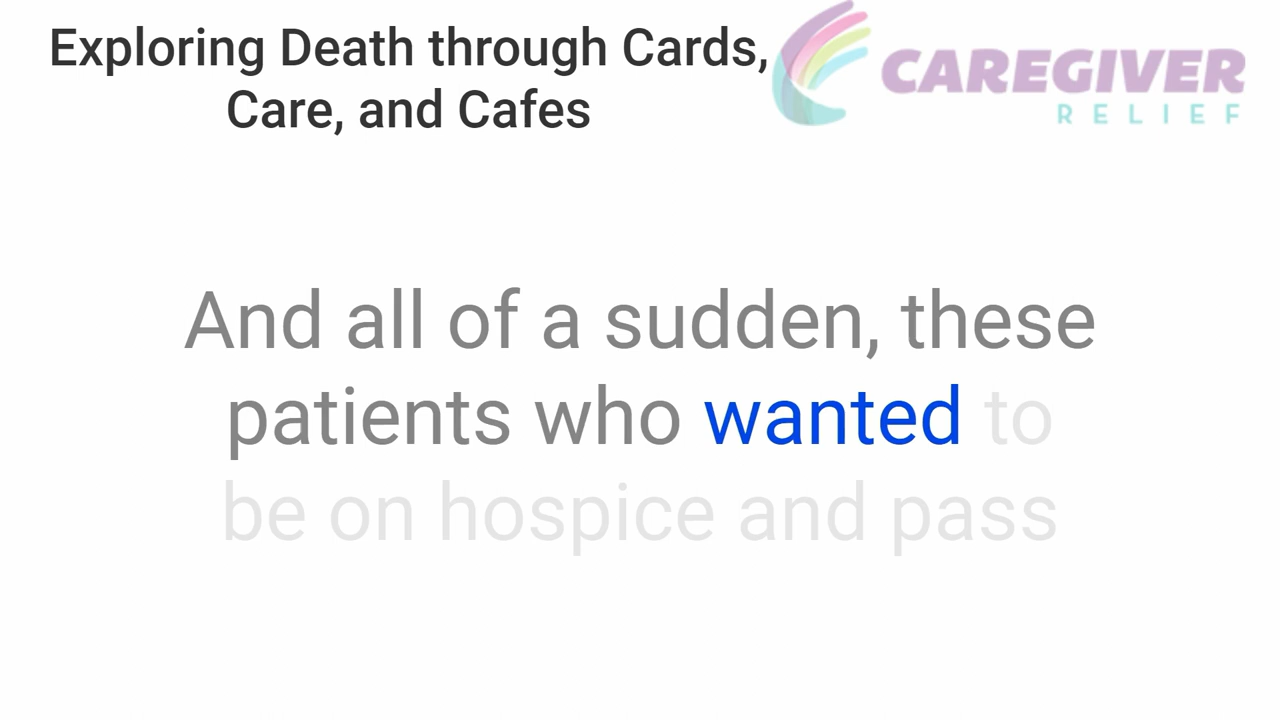 Exploring Death through Cards,
Care, and Cafes
CAREGIVER
RELIEF
And all of a sudden, these
patients who wanted to
be on hospice and pass